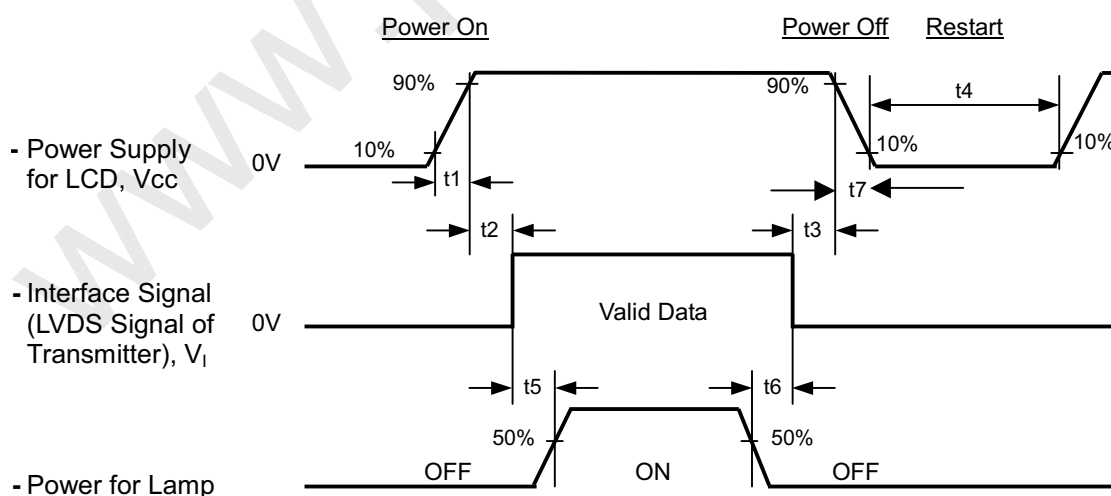 Power On
Power Off Restart
90%
90%
t4
- Power Supply
for LCD, Vcc
0V
10%
10%
10%
t1
t7
t2
t3
- Interface Signal
(LVDS Signal of
Transmitter), VI
0V
Valid Data
t5
t6
50%
50%
- Power for Lamp
OFF
ON
OFF